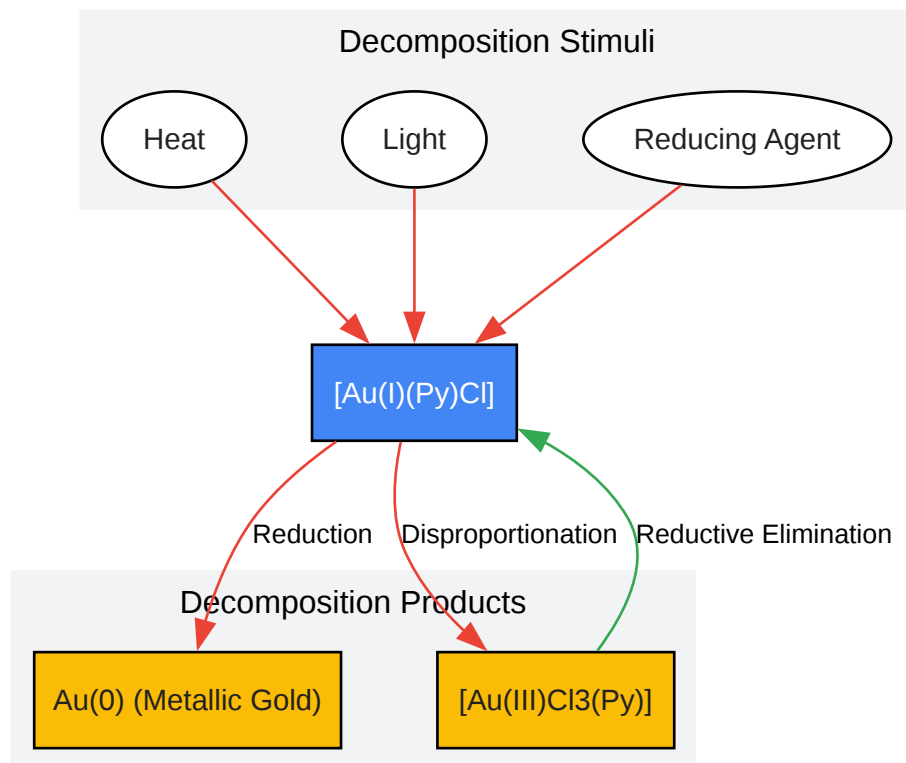 Decomposition Stimuli
Heat
Light
Reducing Agent
[Au(I)(Py)Cl]
Reduction
Disproportionation
Reductive Elimination
Decomposition Products
Au(0) (Metallic Gold)
[Au(III)Cl3(Py)]